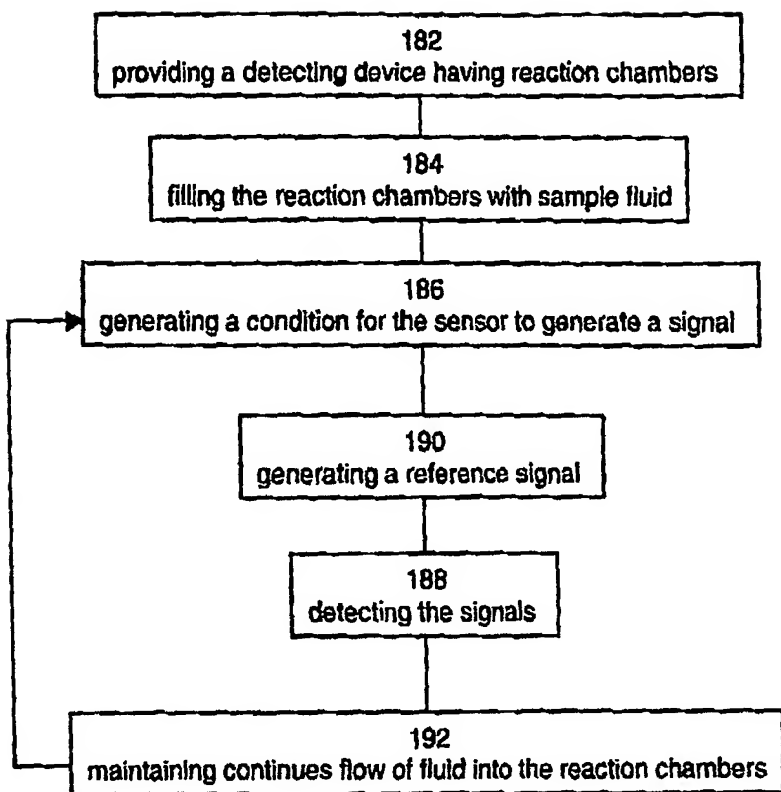 182
providing a detecting device having reaction chambers
184
filling the reaction chambers with sample fluid
186
generating a condition for the sensor to generate a signal
190
generating a reference signal
188
detecting the signals
192
maintaining continues flow of fluid into the reaction chambers